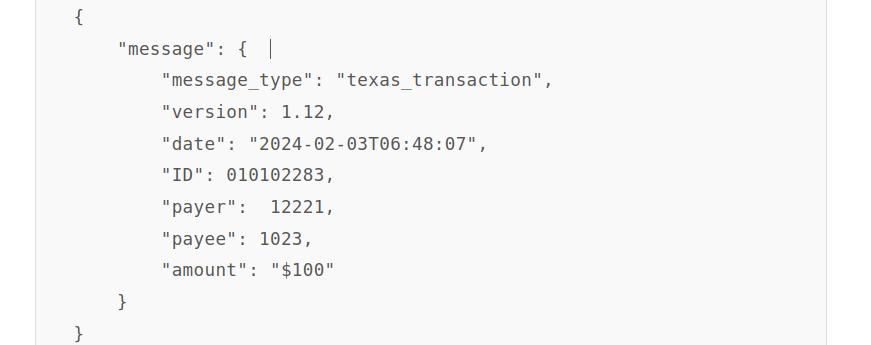 {
    "message": {
        "message_type": "texas_transaction",
        "version": 1.12,
        "date": "2024-02-03T06:48:07",
        "ID": 010102283,
        "payer":  12221,
        "payee": 1023,
        "amount": "$100"
    }
}